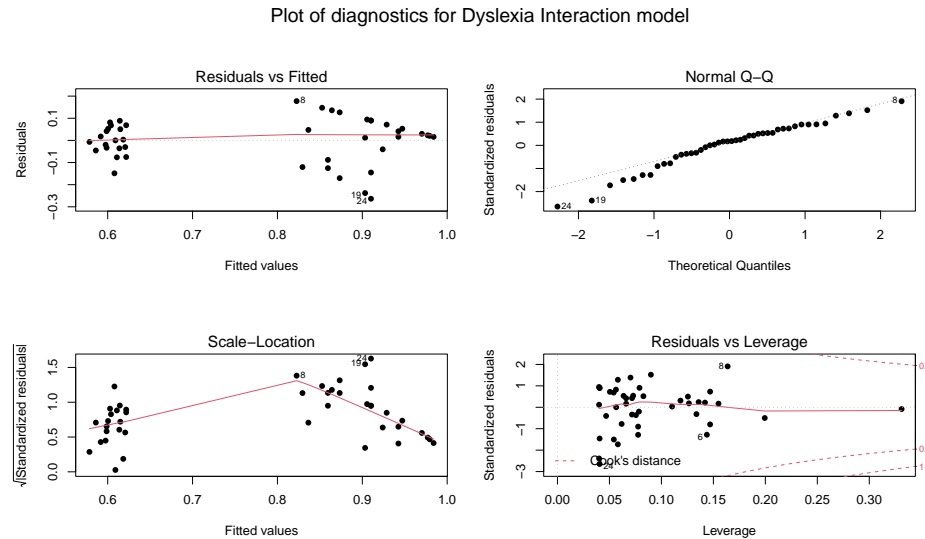 Plot of diagnostics for Dyslexia Interaction model
Residuals vs Fitted
Residuals
0.1
−0.1
−0.3
8
19
24
0.6 0.7 0.8 0.9 1.0
Fitted values
Normal Q−Q
Standardized residuals
2
1
0
−2
8
19
24
−2 −1 0 1 2
Theoretical Quantiles
Scale−Location
√|Standardized residuals|
1.5
1.0
0.5
0.0
24
19
8
0.6 0.7 0.8 0.9 1.0
Fitted values
Residuals vs Leverage
Standardized residuals
2
1
0
−1
−3
8
6
24
Cook's distance
0.
0
1
0.00 0.05 0.10 0.15 0.20 0.25 0.30
Leverage